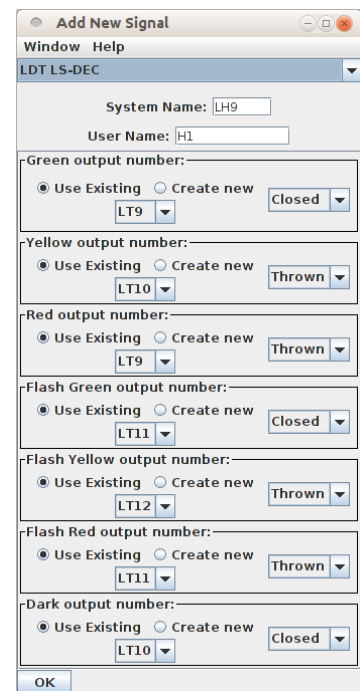 Add New Signal
Window Help
LDT LS-DEC
System Name: LH9
User Name: H1
Green output number:
Use Existing Create new
LT9
Closed
Yellow output number:
Use Existing Create new
LT10
Thrown
Red output number:
Use Existing Create new
LT9
Thrown
Flash Green output number:
Use Existing Create new
LT11
Closed
Flash Yellow output number:
Use Existing Create new
LT12
Thrown
Flash Red output number:
Use Existing Create new
LT11
Thrown
Dark output number:
Use Existing Create new
LT10
Closed
OK